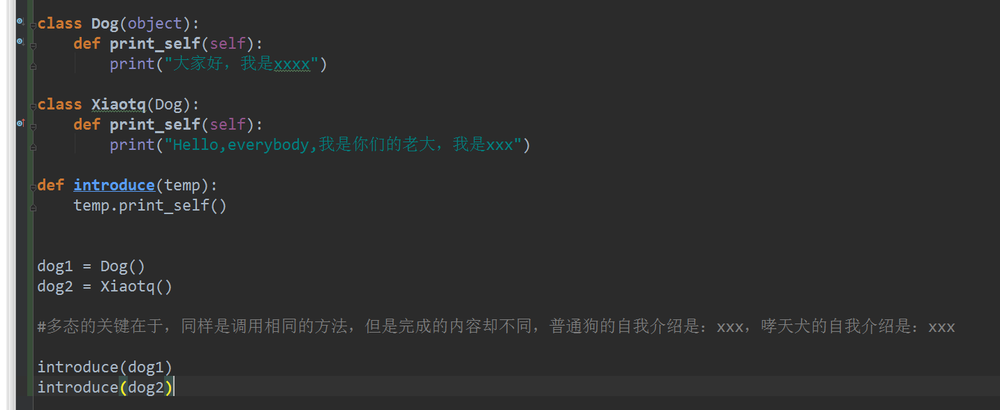 class Dog(object):
    def print_self(self):
        print("大家好，我是xxxx")
class Xiaotq(Dog):
    def print_self(self):
        print("Hello,everybody,我是你们的老大，我是xxx")
def introduce(temp):
    temp.print_self()
dog1 = Dog()
dog2 = Xiaotq()
#多态的关键在于，同样是调用相同的方法，但是完成的内容却不同，普通狗的自我介绍是：xxx，哮天犬的自我介绍是：xxx
introduce(dog1)
introduce(dog2)